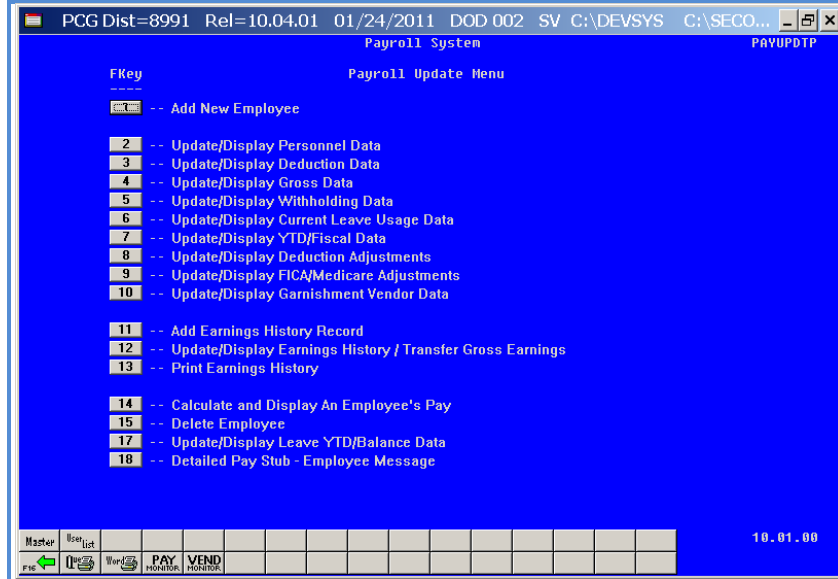 PCG Dist=8991 Rel=10.04.01 01/24/2011 DOD 002 SV C:\DEVSYS C:\SECO...
Payroll System PAYUPDTP
FKey Payroll Update Menu
----
1 -- Add New Employee
2 -- Update/Display Personnel Data
3 -- Update/Display Deduction Data
4 -- Update/Display Gross Data
5 -- Update/Display Withholding Data
6 -- Update/Display Current Leave Usage Data
7 -- Update/Display YTD/Fiscal Data
8 -- Update/Display Deduction Adjustments
9 -- Update/Display FICA/Medicare Adjustments
10 -- Update/Display Garnishment Vendor Data
11 -- Add Earnings History Record
12 -- Update/Display Earnings History / Transfer Gross Earnings
13 -- Print Earnings History
14 -- Calculate and Display An Employee's Pay
15 -- Delete Employee
17 -- Update/Display Leave YTD/Balance Data
18 -- Detailed Pay Stub - Employee Message
Master User List 10.01.00
F16 Que Word PAY MONITOR VEND MONITOR